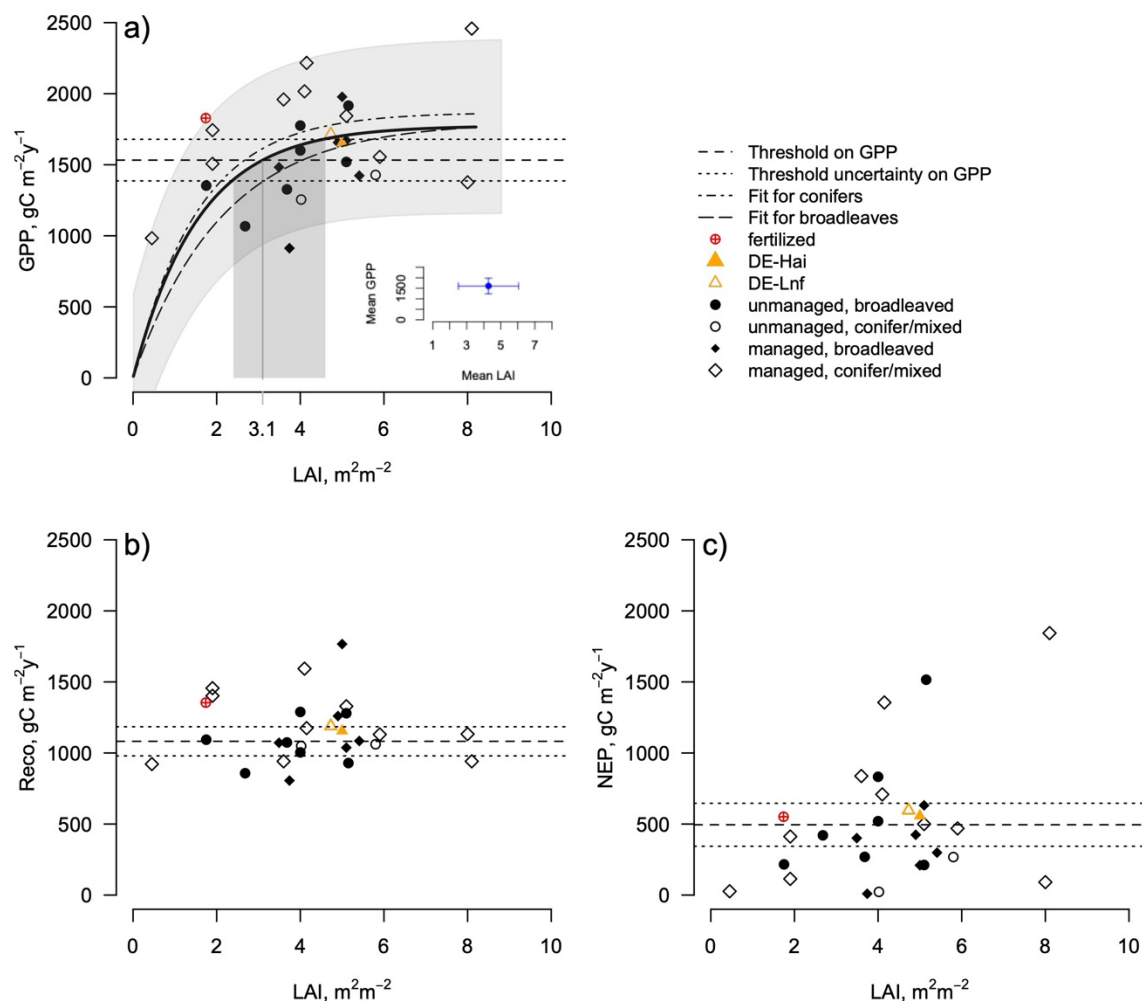 a)
2500
2000
1500
1000
500
0
GPP, gC m⁻²y⁻¹
0 2 3.1 4 6 8 10
LAI, m²m⁻²
Mean GPP
1500
0
1 3 5 7
Mean LAI
Threshold on GPP
Threshold uncertainty on GPP
Fit for conifers
Fit for broadleaves
fertilized
DE-Hai
DE-Lnf
unmanaged, broadleaved
unmanaged, conifer/mixed
managed, broadleaved
managed, conifer/mixed
b)
2500
2000
1500
1000
500
0
Reco, gC m⁻²y⁻¹
0 2 4 6 8 10
LAI, m²m⁻²
c)
2500
2000
1500
1000
500
0
NEP, gC m⁻²y⁻¹
0 2 4 6 8 10
LAI, m²m⁻²